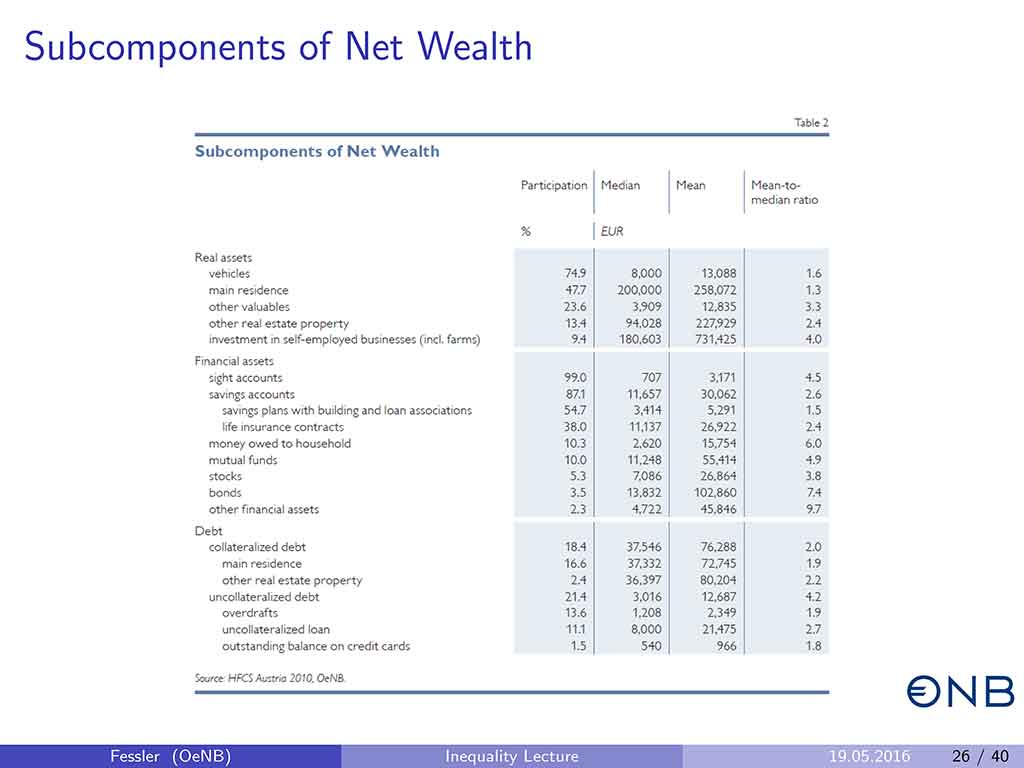 Subcomponents of Net Wealth
Table 2
Subcomponents of Net Wealth
Participation Median Mean Mean-to-
median ratio
% EUR
Real assets
vehicles 74.9 8,000 13,088 1.6
main residence 47.7 200,000 258,072 1.3
other valuables 23.6 3,909 12,835 3.3
other real estate property 13.4 94,028 227,929 2.4
investment in self-employed businesses (incl. farms) 9.4 180,603 731,425 4.0
Financial assets
sight accounts 99.0 707 3,171 4.5
savings accounts 87.1 11,657 30,062 2.6
savings plans with building and loan associations 54.7 3,414 5,291 1.5
life insurance contracts 38.0 11,137 26,922 2.4
money owed to household 10.3 2,620 15,754 6.0
mutual funds 10.0 11,248 55,414 4.9
stocks 5.3 7,086 26,864 3.8
bonds 3.5 13,832 102,860 7.4
other financial assets 2.3 4,722 45,846 9.7
Debt
collateralized debt 18.4 37,546 76,288 2.0
main residence 16.6 37,332 72,745 1.9
other real estate property 2.4 36,397 80,204 2.2
uncollateralized debt 21.4 3,016 12,687 4.2
overdrafts 13.6 1,208 2,349 1.9
uncollateralized loan 11.1 8,000 21,475 2.7
outstanding balance on credit cards 1.5 540 966 1.8
Source: HFCS Austria 2010, OeNB.
€NB
Fessler (OeNB) Inequality Lecture 19.05.2016 26 / 40